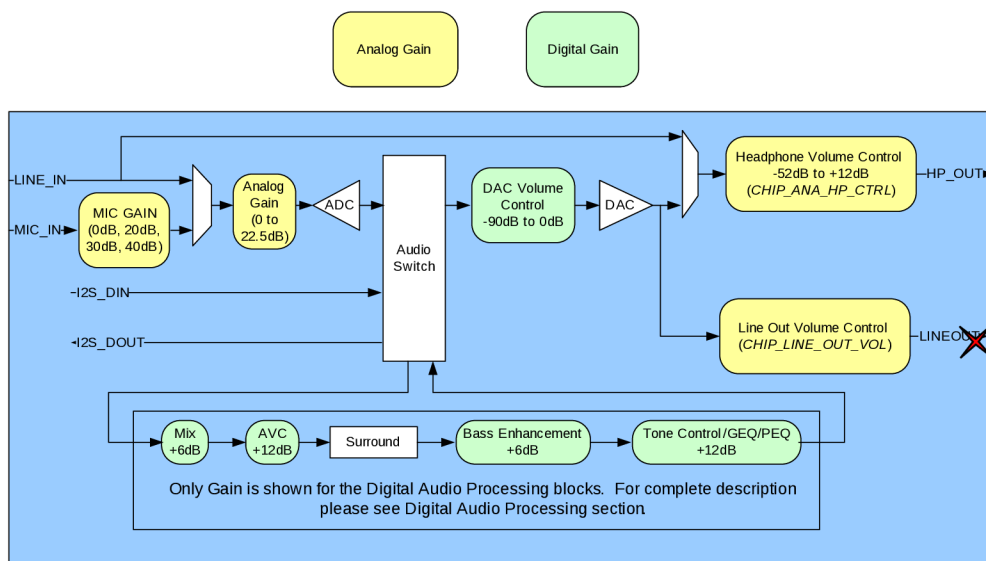 Analog Gain
Digital Gain
LINE_IN
MIC_IN
MIC GAIN
(0dB, 20dB,
30dB, 40dB)
Analog
Gain
(0 to
22.5dB)
ADC
Audio
Switch
DAC Volume
Control
-90dB to 0dB
DAC
Headphone Volume Control
-52dB to +12dB
(CHIP_ANA_HP_CTRL)
HP_OUT
I2S_DIN
I2S_DOUT
Line Out Volume Control
(CHIP_LINE_OUT_VOL)
LINEOUT
Mix
+6dB
AVC
+12dB
Surround
Bass Enhancement
+6dB
Tone Control/GEQ/PEQ
+12dB
Only Gain is shown for the Digital Audio Processing blocks. For complete description
please see Digital Audio Processing section.